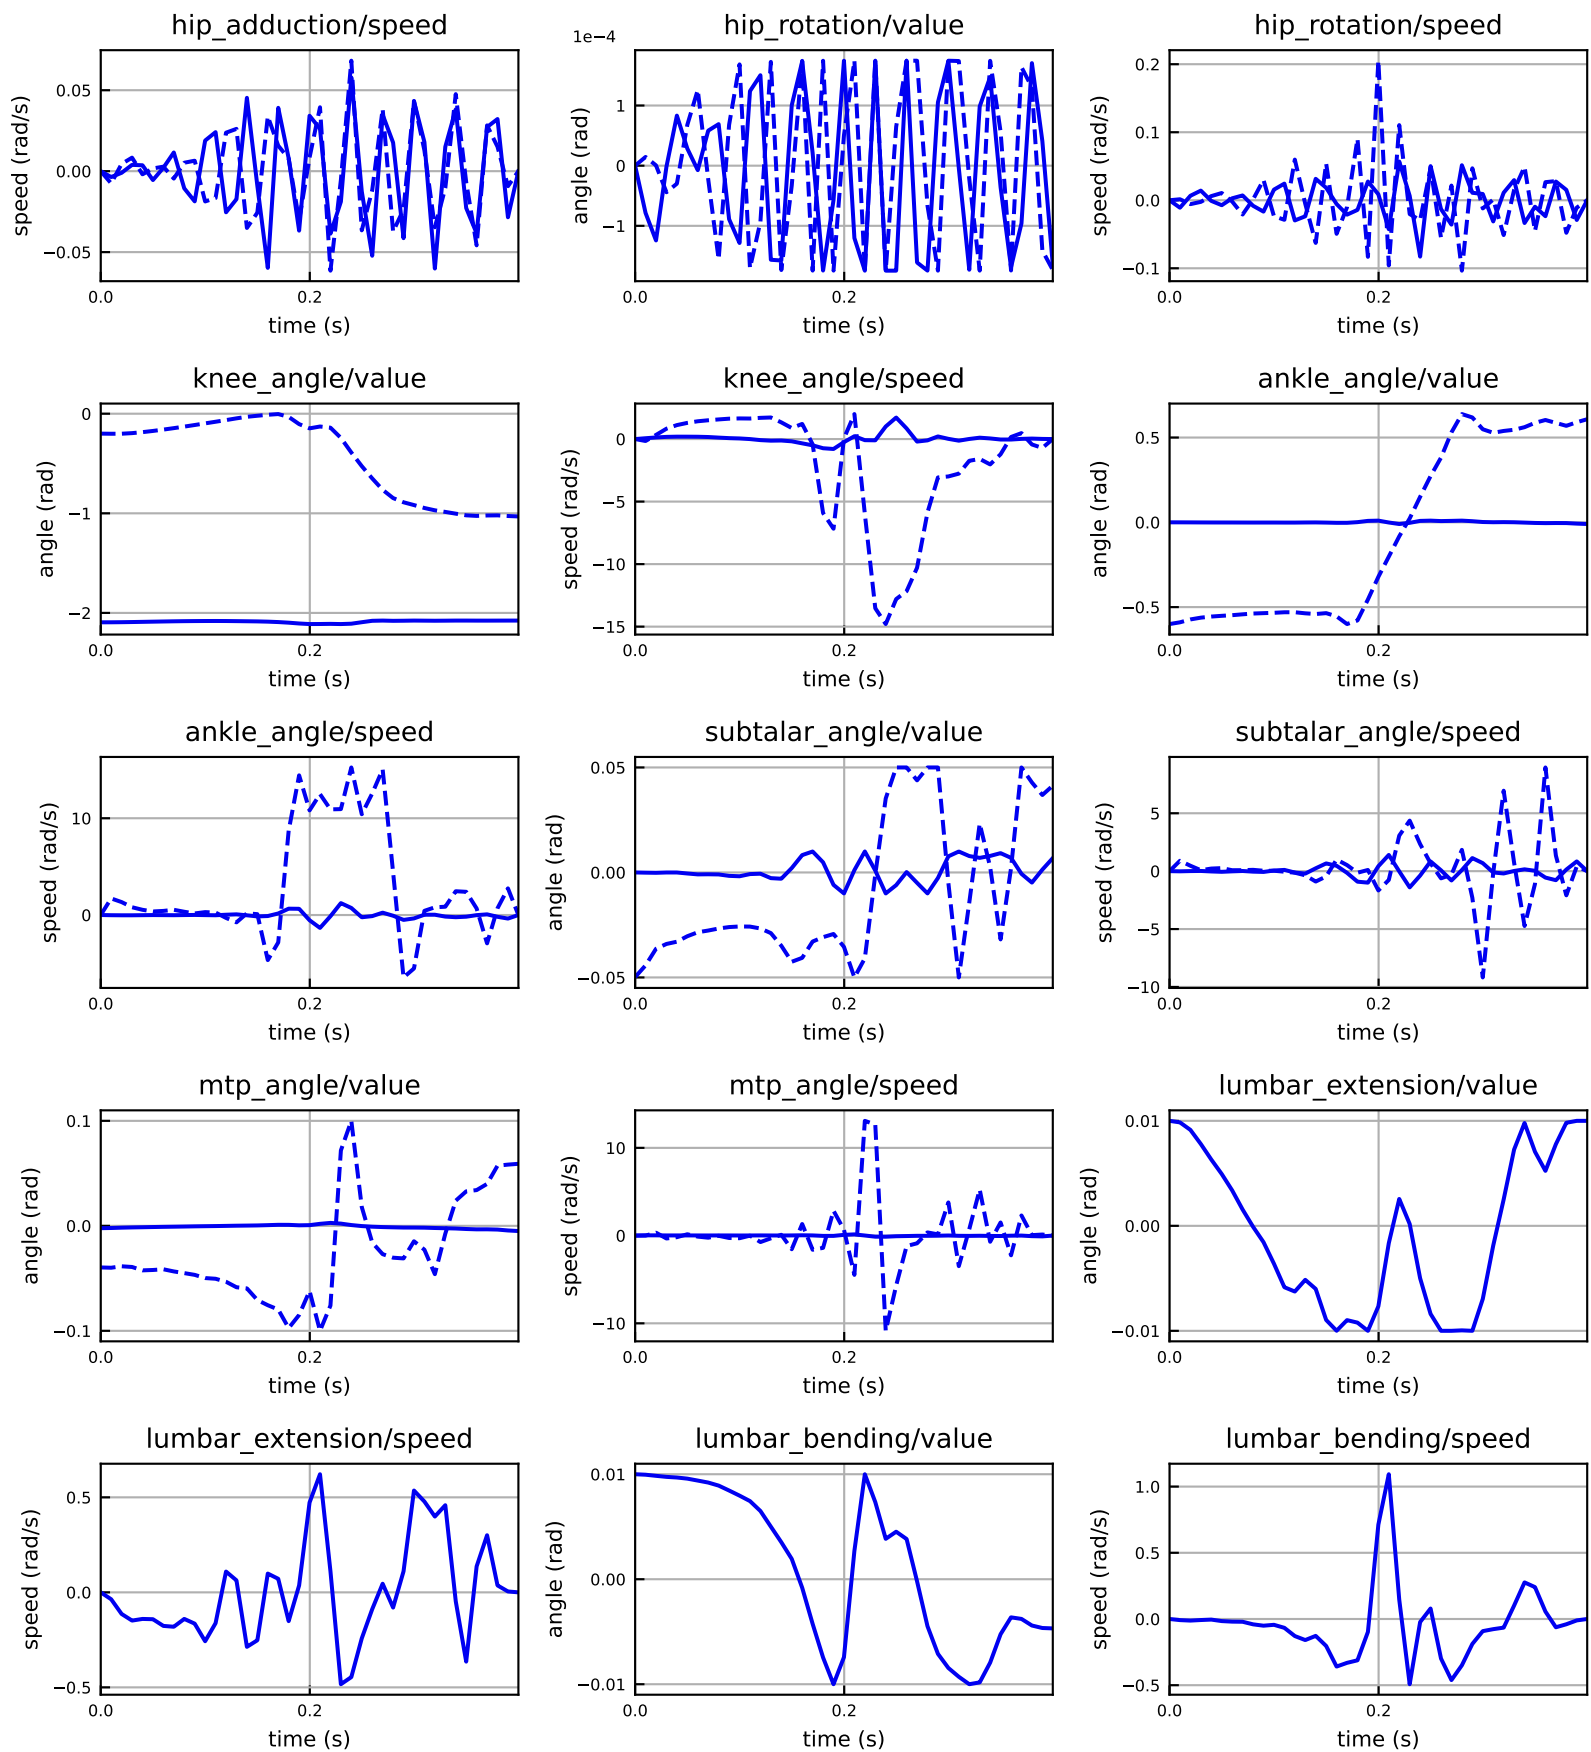 hip_adduction/speed
speed (rad/s)
0.05
0.00
−0.05
0.0
0.2
time (s)
hip_rotation/value
1e−4
angle (rad)
1
0
−1
0.0
0.2
time (s)
hip_rotation/speed
speed (rad/s)
0.2
0.1
0.0
−0.1
0.0
0.2
time (s)
knee_angle/value
angle (rad)
0
−1
−2
0.0
0.2
time (s)
knee_angle/speed
speed (rad/s)
0
−5
−10
−15
0.0
0.2
time (s)
ankle_angle/value
angle (rad)
0.5
0.0
−0.5
0.0
0.2
time (s)
ankle_angle/speed
speed (rad/s)
10
0
0.0
0.2
time (s)
subtalar_angle/value
angle (rad)
0.05
0.00
−0.05
0.0
0.2
time (s)
subtalar_angle/speed
speed (rad/s)
5
0
−5
−10
0.0
0.2
time (s)
mtp_angle/value
angle (rad)
0.1
0.0
−0.1
0.0
0.2
time (s)
mtp_angle/speed
speed (rad/s)
10
0
−10
0.0
0.2
time (s)
lumbar_extension/value
angle (rad)
0.01
0.00
−0.01
0.0
0.2
time (s)
lumbar_extension/speed
speed (rad/s)
0.5
0.0
−0.5
0.0
0.2
time (s)
lumbar_bending/value
angle (rad)
0.01
0.00
−0.01
0.0
0.2
time (s)
lumbar_bending/speed
speed (rad/s)
1.0
0.5
0.0
−0.5
0.0
0.2
time (s)